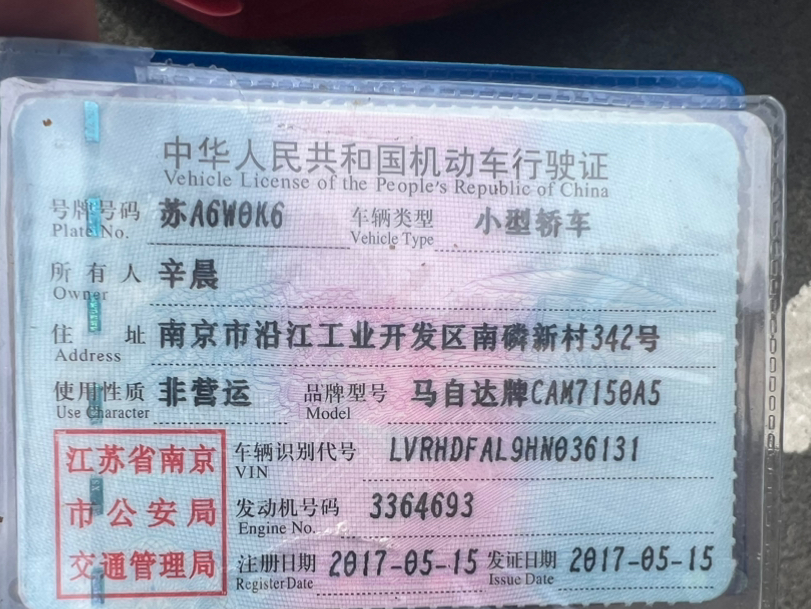 中华人民共和国机动车行驶证
Vehicle License of the People's Republic of China
号牌号码 苏A6W0K6 车辆类型 小型轿车
Plate No. Vehicle Type
所有人 辛晨
Owner
住址 南京市沿江工业开发区南磷新村342号
Address
使用性质 非营运 品牌型号 马自达牌CAM7150A5
Use Character Model
江苏省南京
市公安局
交通管理局
车辆识别代号 LVRHDFAL9HN036131
VIN
发动机号码 3364693
Engine No.
注册日期 2017-05-15 发证日期 2017-05-15
Register Date Issue Date